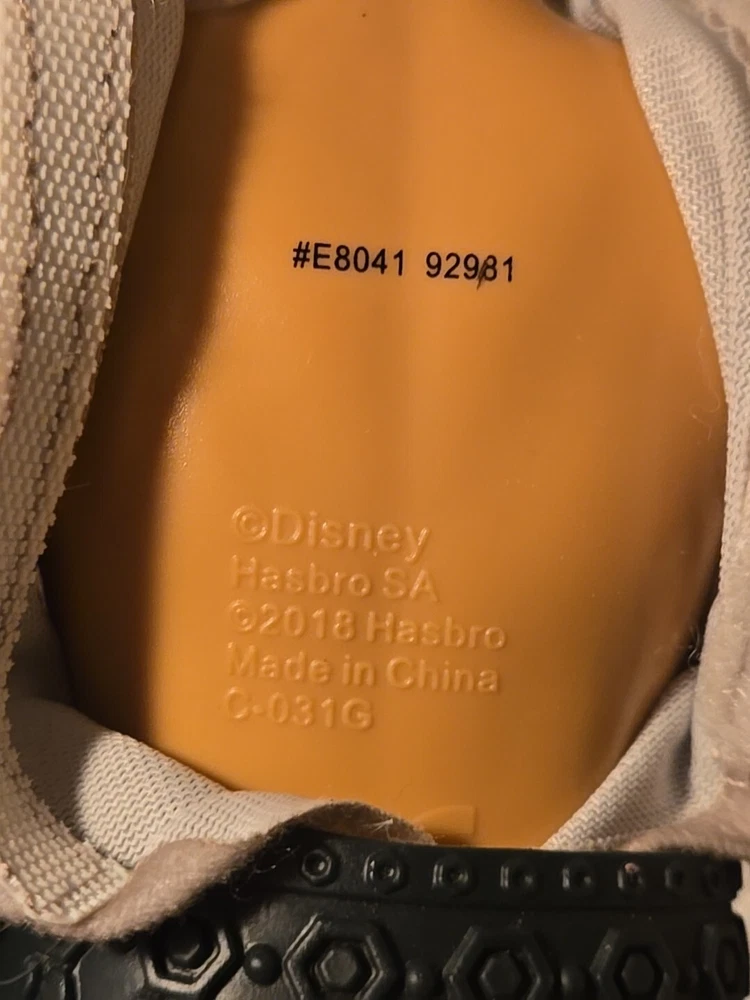 #E8041 92981
©Disney
Hasbro SA
©2018 Hasbro
Made in China
C-031G